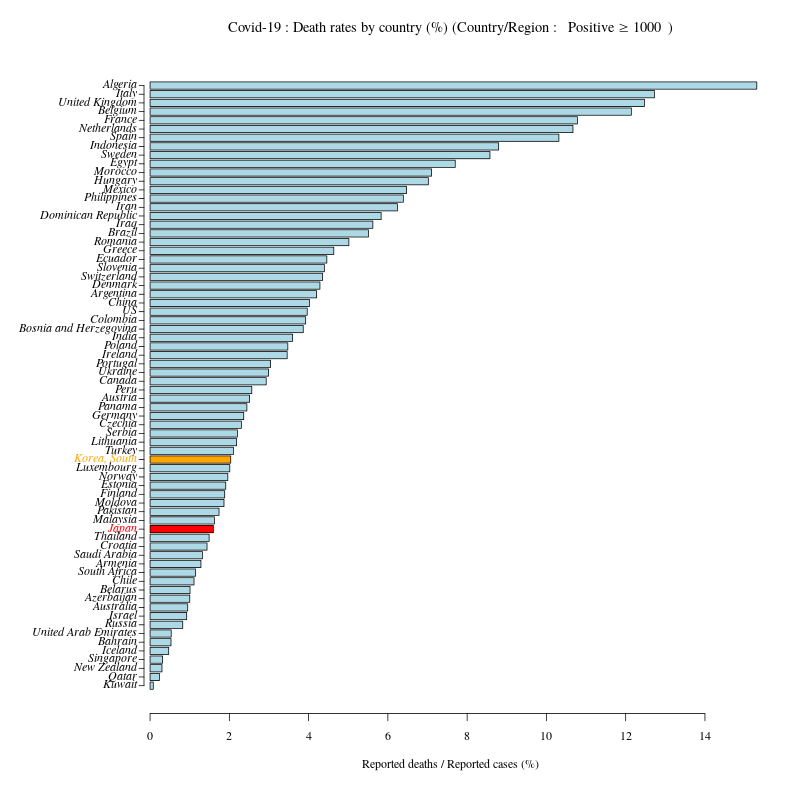 Covid-19 : Death rates by country (%) (Country/Region :   Positive ≥ 1000  )
Algeria
Italy
United Kingdom
Belgium
France
Netherlands
Spain
Indonesia
Sweden
Egypt
Morocco
Hungary
Mexico
Philippines
Iran
Dominican Republic
Iraq
Brazil
Romania
Greece
Ecuador
Slovenia
Switzerland
Denmark
Argentina
China
US
Colombia
Bosnia and Herzegovina
India
Poland
Ireland
Portugal
Ukraine
Canada
Peru
Austria
Panama
Germany
Czechia
Serbia
Lithuania
Turkey
Korea, South
Luxembourg
Norway
Estonia
Finland
Moldova
Pakistan
Malaysia
Japan
Thailand
Croatia
Saudi Arabia
Armenia
South Africa
Chile
Belarus
Azerbaijan
Australia
Israel
Russia
United Arab Emirates
Bahrain
Iceland
Singapore
New Zealand
Qatar
Kuwait
0 2 4 6 8 10 12 14
Reported deaths / Reported cases (%)